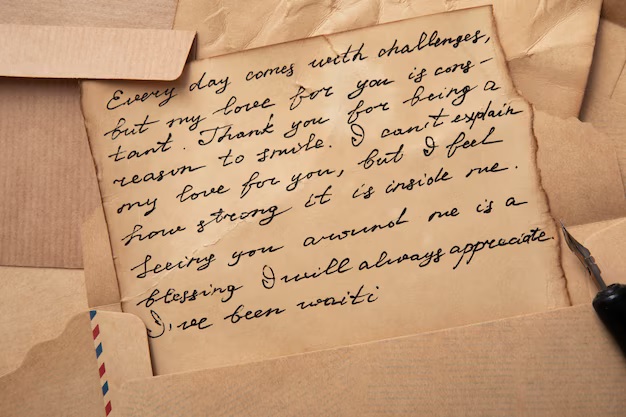 Every day comes with challenges,
but my love for you is cons-
tant. Thank you for being a
reason to smile. I can't explain
my love for you, but I feel
how strong it is inside me.
Seeing you around me is a
blessing I will always appreciate.
I've been waiti